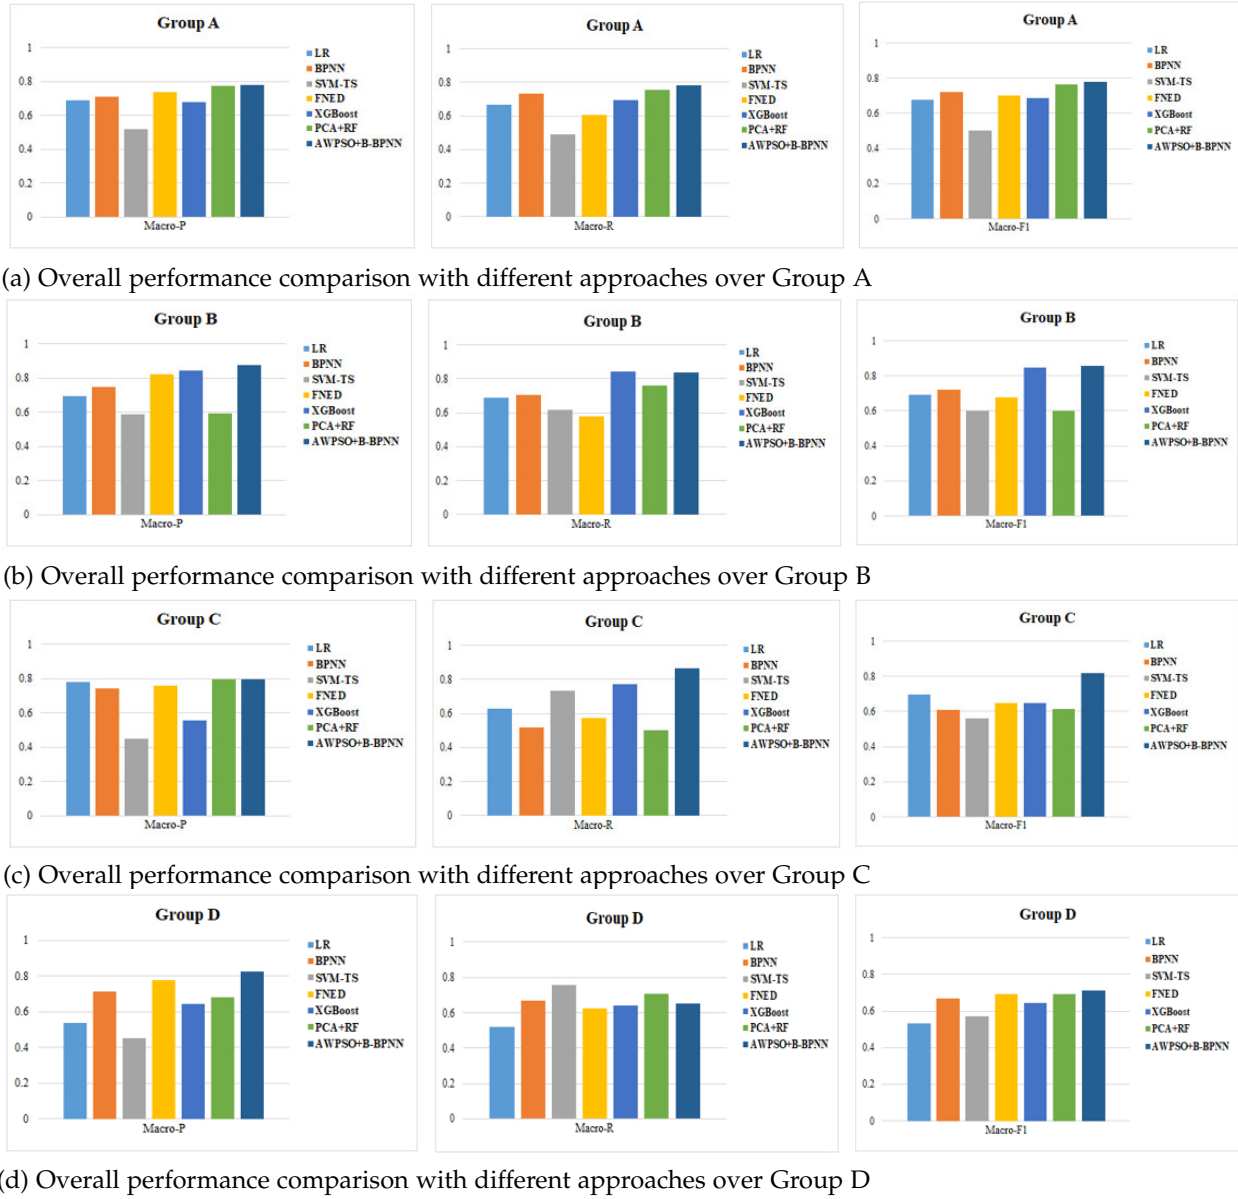 Group A
1
0.8
0.6
0.4
0.2
0
Macro-P
LR
BPNN
SVM-TS
FNED
XGBoost
PCA+RF
AWPSO+B-BPNN
Group A
1
0.8
0.6
0.4
0.2
0
Macro-R
LR
BPNN
SVM-TS
FNED
XGBoost
PCA+RF
AWPSO+B-BPNN
Group A
1
0.8
0.6
0.4
0.2
0
Macro-F1
LR
BPNN
SVM-TS
FNED
XGBoost
PCA+RF
AWPSO+B-BPNN
(a) Overall performance comparison with different approaches over Group A
Group B
1
0.8
0.6
0.4
0.2
0
Macro-P
LR
BPNN
SVM-TS
FNED
XGBoost
PCA+RF
AWPSO+B-BPNN
Group B
1
0.8
0.6
0.4
0.2
0
Macro-R
LR
BPNN
SVM-TS
FNED
XGBoost
PCA+RF
AWPSO+B-BPNN
Group B
1
0.8
0.6
0.4
0.2
0
Macro-F1
LR
BPNN
SVM-TS
FNED
XGBoost
PCA+RF
AWPSO+B-BPNN
(b) Overall performance comparison with different approaches over Group B
Group C
1
0.8
0.6
0.4
0.2
0
Macro-P
LR
BPNN
SVM-TS
FNED
XGBoost
PCA+RF
AWPSO+B-BPNN
Group C
1
0.8
0.6
0.4
0.2
0
Macro-R
LR
BPNN
SVM-TS
FNED
XGBoost
PCA+RF
AWPSO+B-BPNN
Group C
1
0.8
0.6
0.4
0.2
0
Macro-F1
LR
BPNN
SVM-TS
FNED
XGBoost
PCA+RF
AWPSO+B-BPNN
(c) Overall performance comparison with different approaches over Group C
Group D
1
0.8
0.6
0.4
0.2
0
Macro-P
LR
BPNN
SVM-TS
FNED
XGBoost
PCA+RF
AWPSO+B-BPNN
Group D
1
0.8
0.6
0.4
0.2
0
Macro-R
LR
BPNN
SVM-TS
FNED
XGBoost
PCA+RF
AWPSO+B-BPNN
Group D
1
0.8
0.6
0.4
0.2
0
Macro-F1
LR
BPNN
SVM-TS
FNED
XGBoost
PCA+RF
AWPSO+B-BPNN
(d) Overall performance comparison with different approaches over Group D